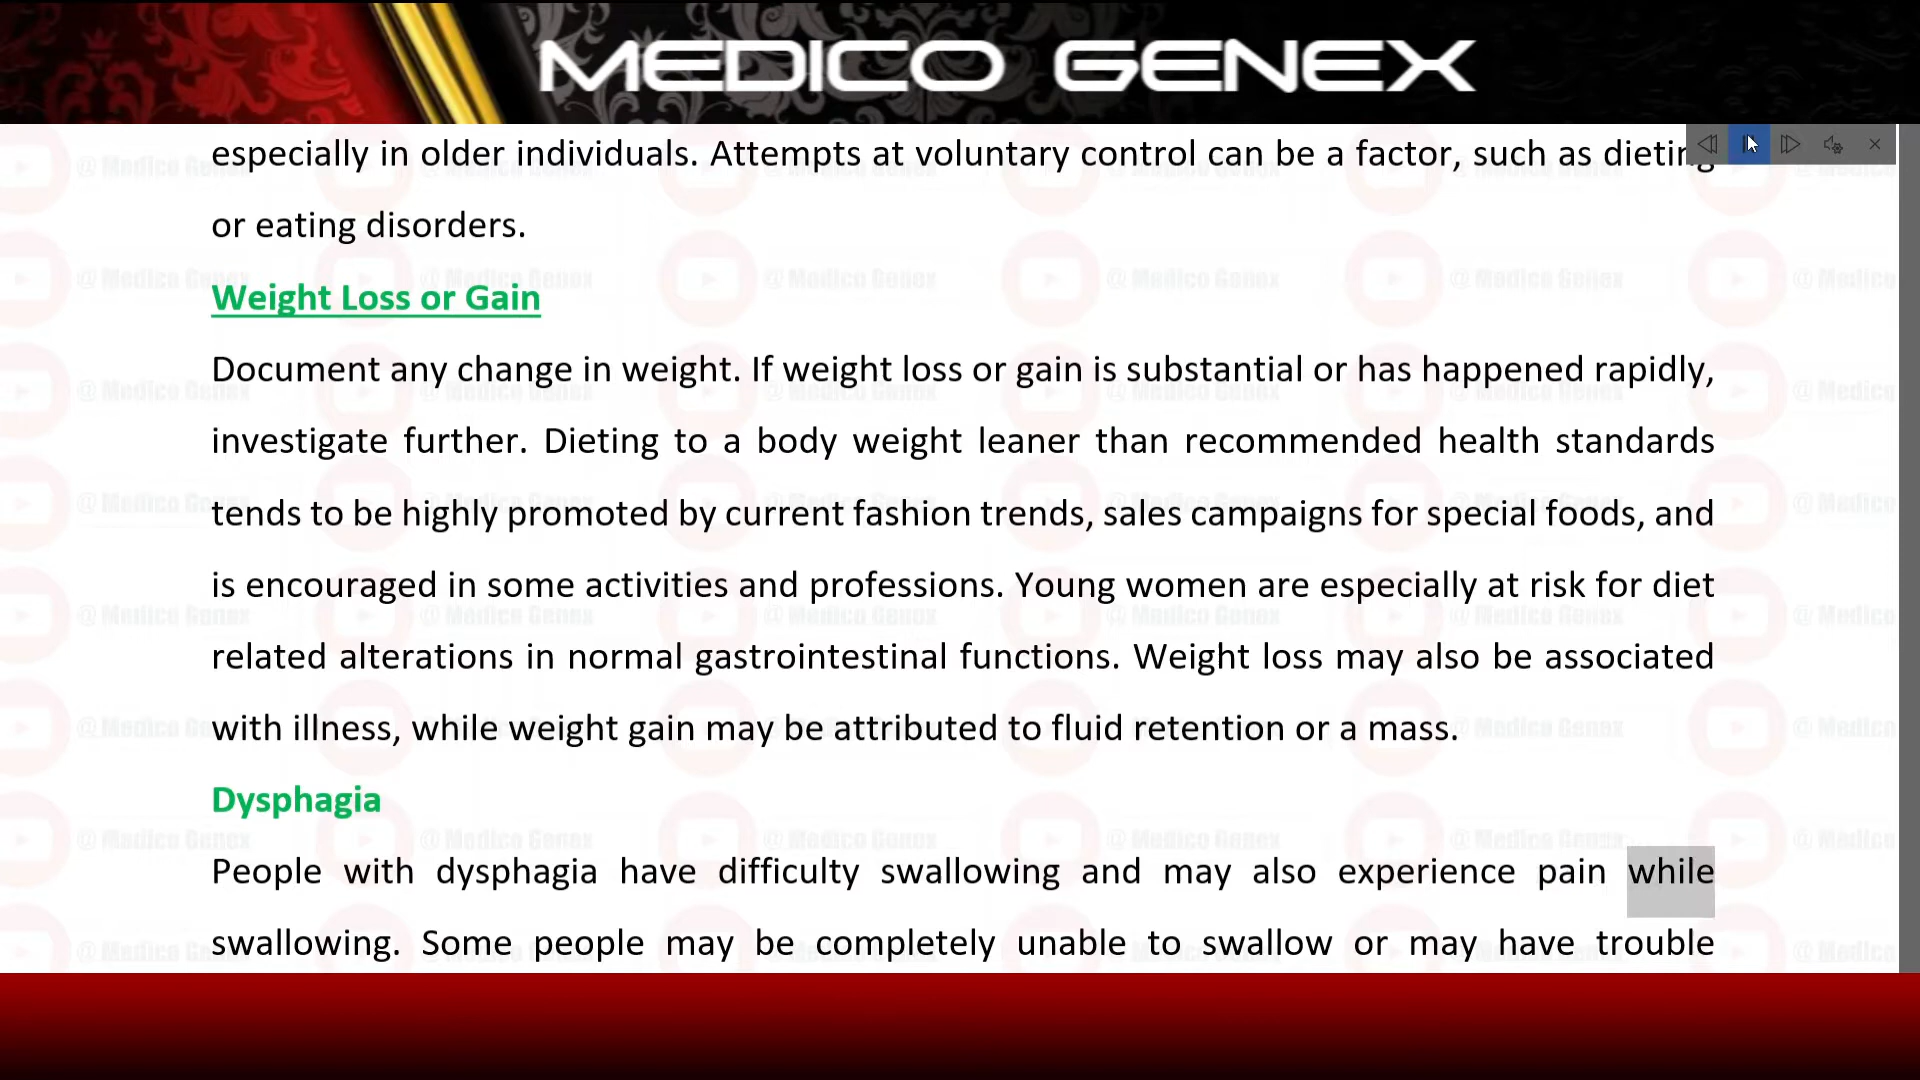 MEDICO GENEX
especially in older individuals. Attempts at voluntary control can be a factor, such as dieting
or eating disorders.
Weight Loss or Gain
Document any change in weight. If weight loss or gain is substantial or has happened rapidly,
investigate further. Dieting to a body weight leaner than recommended health standards
tends to be highly promoted by current fashion trends, sales campaigns for special foods, and
is encouraged in some activities and professions. Young women are especially at risk for diet
related alterations in normal gastrointestinal functions. Weight loss may also be associated
with illness, while weight gain may be attributed to fluid retention or a mass.
Dysphagia
People with dysphagia have difficulty swallowing and may also experience pain while
swallowing. Some people may be completely unable to swallow or may have trouble
@ Medico Genex